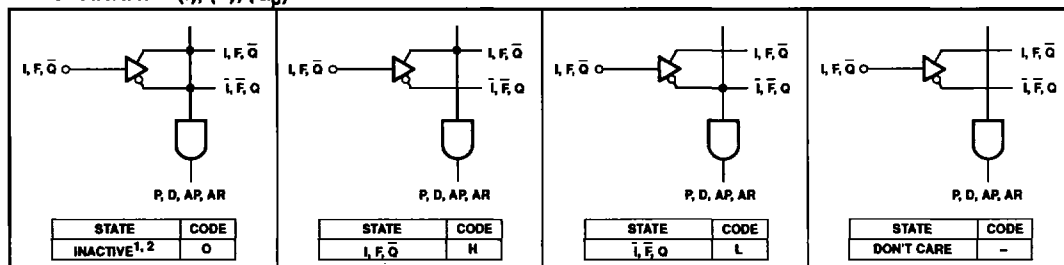 I, F, Q̅
I, F, Q̅
I̅, F̅, Q
P, D, AP, AR
STATE CODE
INACTIVE1, 2 O
I, F, Q̅
I, F, Q̅
I̅, F̅, Q
P, D, AP, AR
STATE CODE
I, F, Q̅ H
I, F, Q̅
I, F, Q̅
I̅, F̅, Q
P, D, AP, AR
STATE CODE
I̅, F̅, Q L
I, F, Q̅
I, F, Q̅
I̅, F̅, Q
P, D, AP, AR
STATE CODE
DON'T CARE –